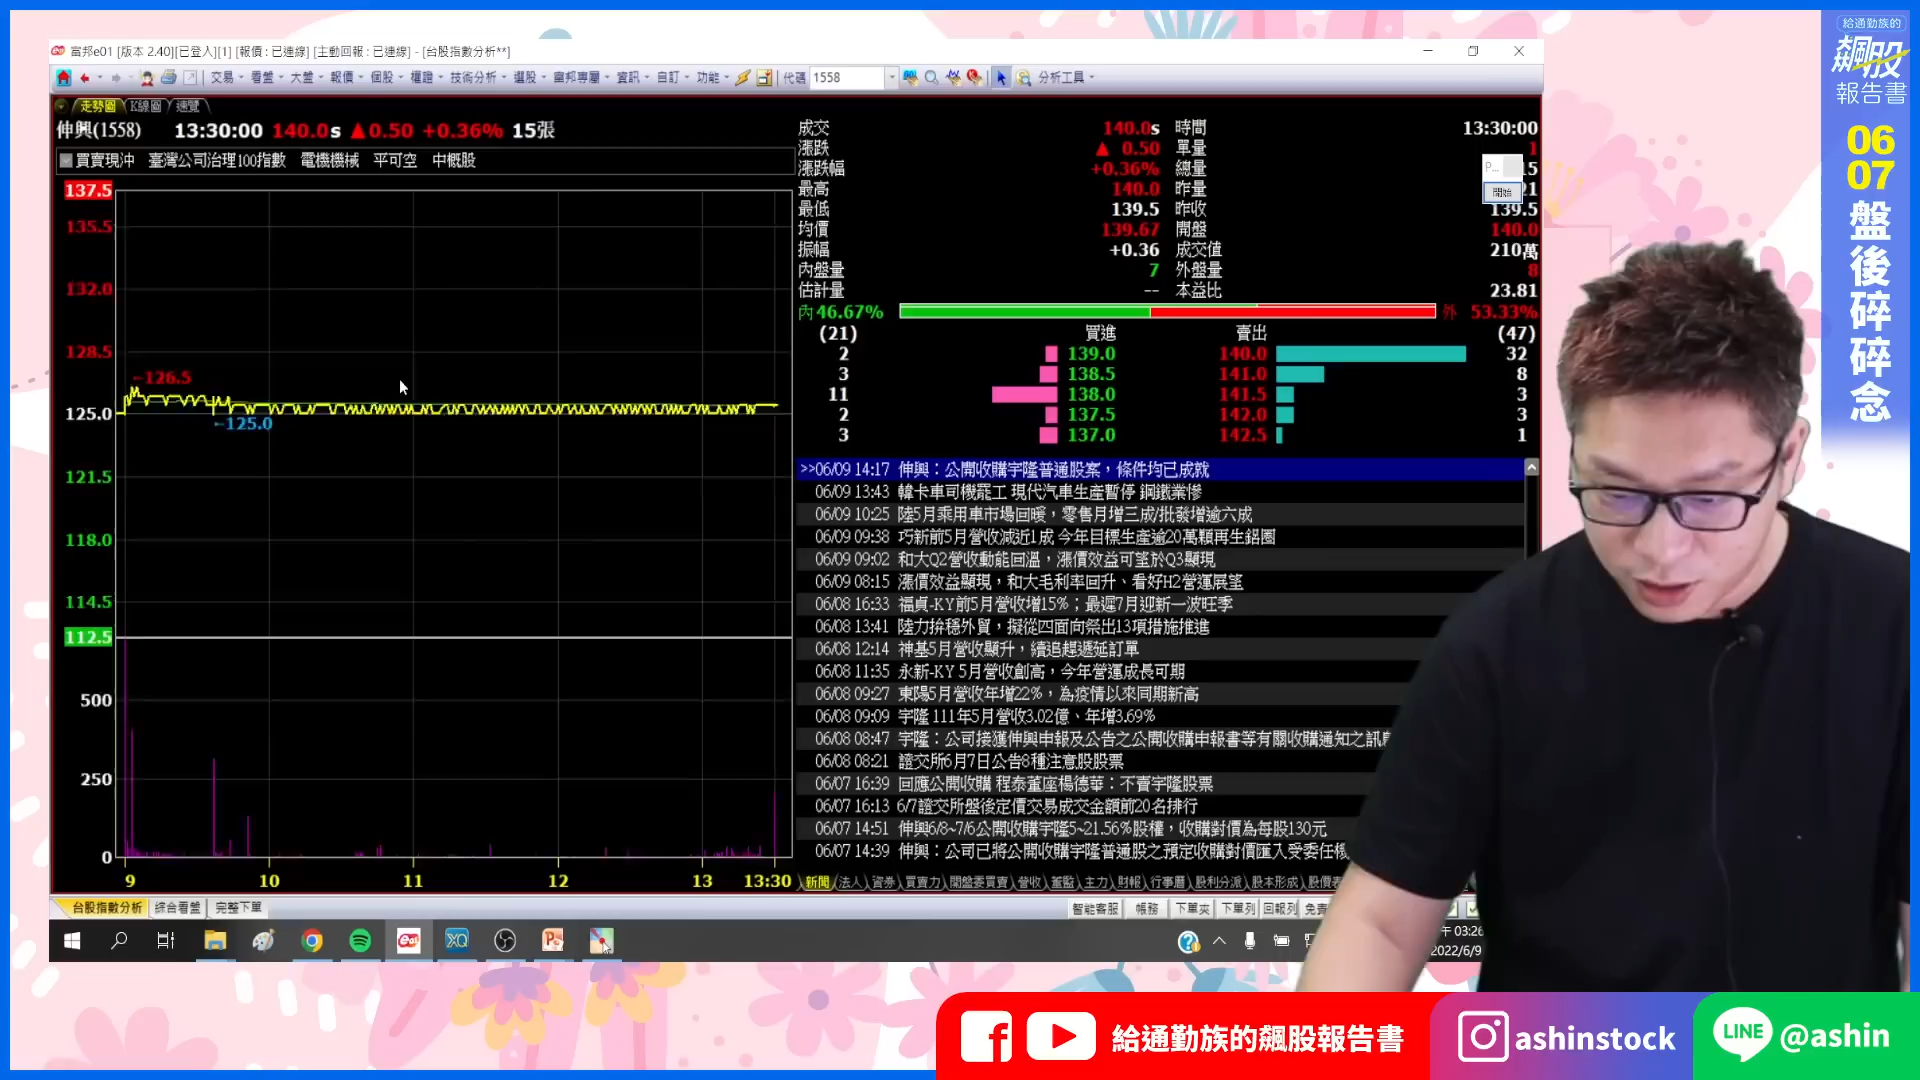 給通勤族的
飆股
報告書
06
07
盤後碎碎念
富邦e01 [版本 2.40][已登入][1] [報價 : 已連線] [主動回報 : 已連線] - [台股指數分析**]
交易 看盤 大盤 報價 個股 權證 技術分析 選股 富邦專屬 資訊 自訂 功能 代碼 1558 分析工具
走勢圖 K線圖 速覽
伸興(1558) 13:30:00 140.0s ▲0.50 +0.36% 15張
買賣現沖 臺灣公司治理100指數 電機機械 平可空 中概股
137.5
135.5
132.0
128.5
←126.5
125.0
←125.0
121.5
118.0
114.5
112.5
500
250
0
9 10 11 12 13 13:30
成交 140.0s 時間 13:30:00
漲跌 ▲ 0.50 單量 1
漲跌幅 +0.36% 總量 15
最高 140.0 昨量 21
最低 139.5 昨收 139.5
均價 139.67 開盤 140.0
振幅 +0.36 成交值 210萬
內盤量 7 外盤量 8
估計量 -- 本益比 23.81
P...
開始
內46.67% 外 53.33%
(21) 買進 賣出 (47)
2 139.0 140.0 32
3 138.5 141.0 8
11 138.0 141.5 3
2 137.5 142.0 3
3 137.0 142.5 1
>>06/09 14:17 伸興：公開收購宇隆普通股案，條件均已成就
06/09 13:43 韓卡車司機罷工 現代汽車生產暫停 鋼鐵業慘
06/09 10:25 陸5月乘用車市場回暖，零售月增三成/批發增逾六成
06/09 09:38 巧新前5月營收減近1成 今年目標生產逾20萬顆再生鋁圈
06/09 09:02 和大Q2營收動能回溫，漲價效益可望於Q3顯現
06/09 08:15 漲價效益顯現，和大毛利率回升、看好H2營運展望
06/08 16:33 福貞-KY前5月營收增15%；最遲7月迎新一波旺季
06/08 13:41 陸力拚穩外貿，擬從四面向祭出13項措施推進
06/08 12:14 神基5月營收顯升，續追趕遞延訂單
06/08 11:35 永新-KY 5月營收創高，今年營運成長可期
06/08 09:27 東陽5月營收年增22%，為疫情以來同期新高
06/08 09:09 宇隆 111年5月營收3.02億、年增3.69%
06/08 08:47 宇隆：公司接獲伸興申報及公告之公開收購申報書等有關收購通知之訊息
06/08 08:21 證交所6月7日公告8種注意股股票
06/07 16:39 回應公開收購 程泰董座楊德華：不賣宇隆股票
06/07 16:13 6/7證交所盤後定價交易成交金額前20名排行
06/07 14:51 伸興6/8~7/6公開收購宇隆5~21.56%股權，收購對價為每股130元
06/07 14:39 伸興：公司已將公開收購宇隆普通股之預定收購對價匯入受委任機
新聞 法人 資券 買賣力 開盤委買賣 營收 董監 主力 財報 行事曆 股利分派 股本形成 股價表
台股指數分析 綜合看盤 完整下單
智能客服 帳務 下單夾 下單列 回報列 免責
午 03:26
2022/6/9
給通勤族的飆股報告書
ashinstock
LINE @ashin